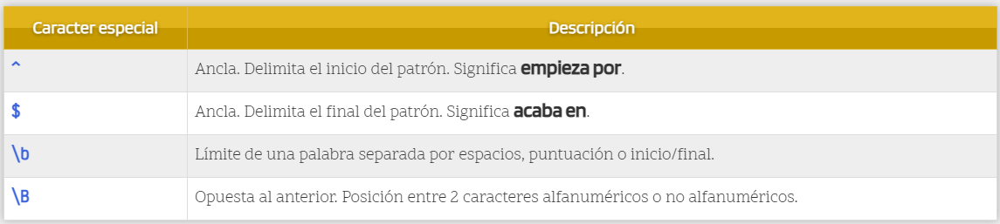 Caracter especial Descripción
^ Ancla. Delimita el inicio del patrón. Significa empieza por.
$ Ancla. Delimita el final del patrón. Significa acaba en.
\b Límite de una palabra separada por espacios, puntuación o inicio/final.
\B Opuesta al anterior. Posición entre 2 caracteres alfanuméricos o no alfanuméricos.